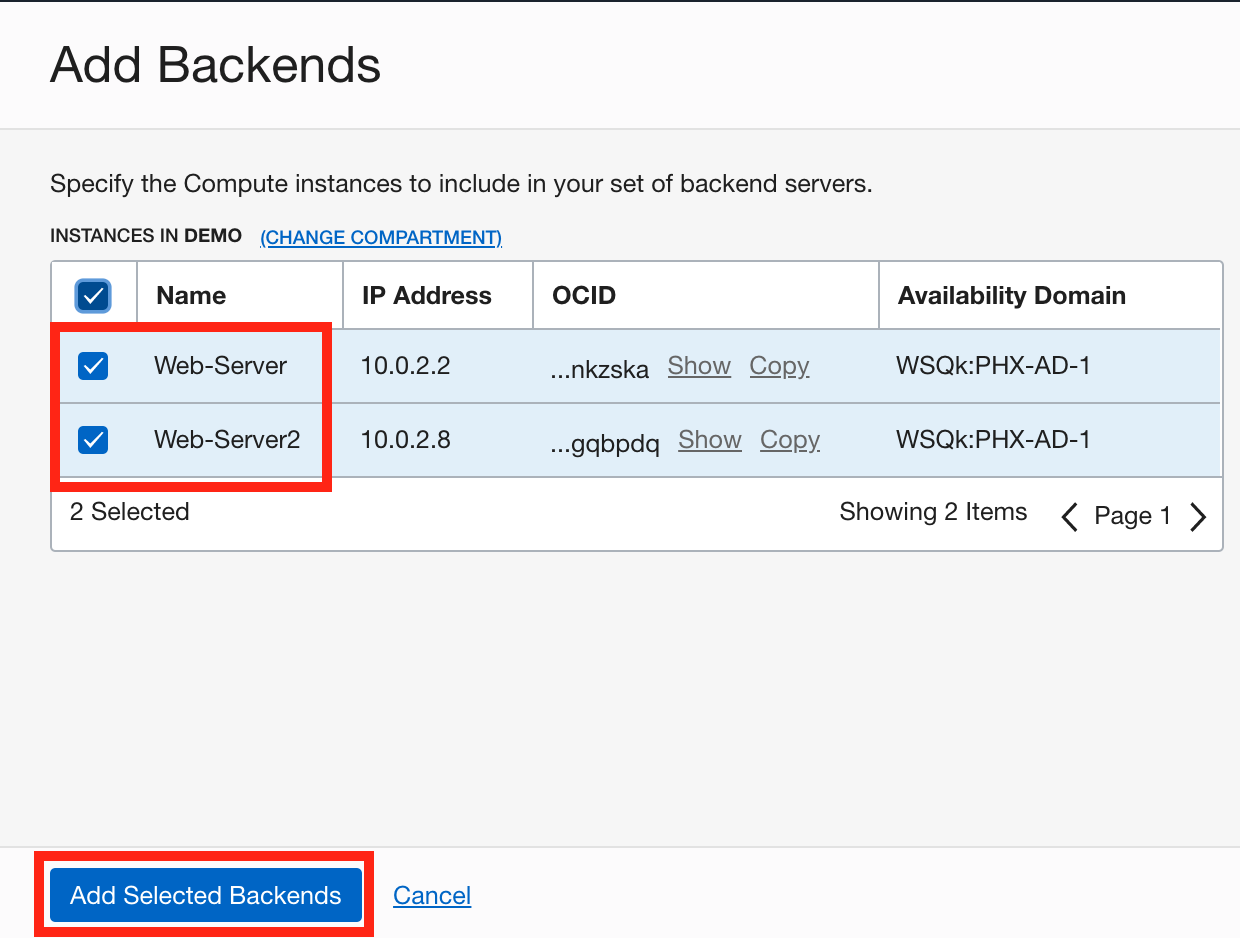 Add Backends
Specify the Compute instances to include in your set of backend servers.
INSTANCES IN DEMO (CHANGE COMPARTMENT)
Name IP Address OCID Availability Domain
Web-Server 10.0.2.2 ...nkzska Show Copy WSQk:PHX-AD-1
Web-Server2 10.0.2.8 ...gqbpdq Show Copy WSQk:PHX-AD-1
2 Selected Showing 2 Items Page 1
Add Selected Backends Cancel